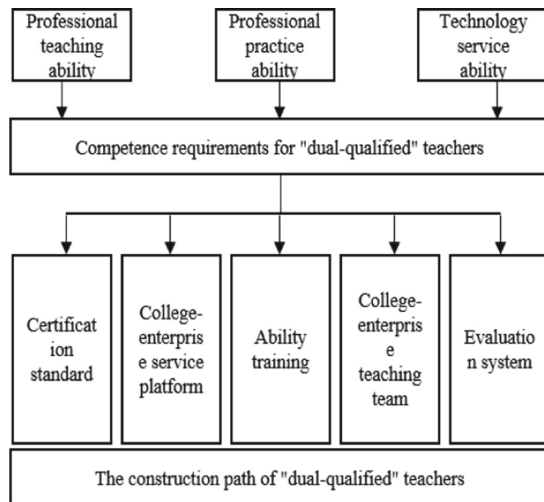 Professional
teaching
ability
Professional
practice
ability
Technology
service
ability
Competence requirements for "dual-qualified" teachers
Certificat
ion
standard
College-
enterpris
e service
platform
Ability
training
College-
enterpris
e
teaching
team
Evaluatio
n system
The construction path of "dual-qualified" teachers